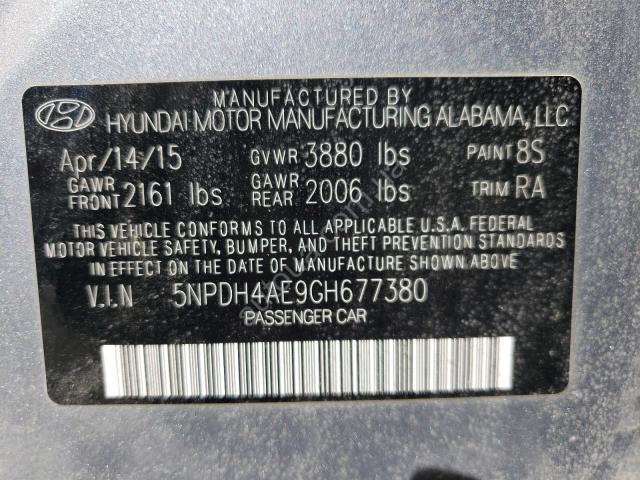 MANUFACTURED BY
HYUNDAI MOTOR MANUFACTURING ALABAMA, LLC
Apr/14/15 GVWR 3880 lbs PAINT 8S
GAWR FRONT 2161 lbs GAWR REAR 2006 lbs TRIM RA
THIS VEHICLE CONFORMS TO ALL APPLICABLE U.S.A. FEDERAL
MOTOR VEHICLE SAFETY, BUMPER, AND THEFT PREVENTION STANDARDS
IN EFFECT ON THE DATE OF MANUFACTURE SHOWN ABOVE.
V.I.N 5NPDH4AE9GH677380
PASSENGER CAR